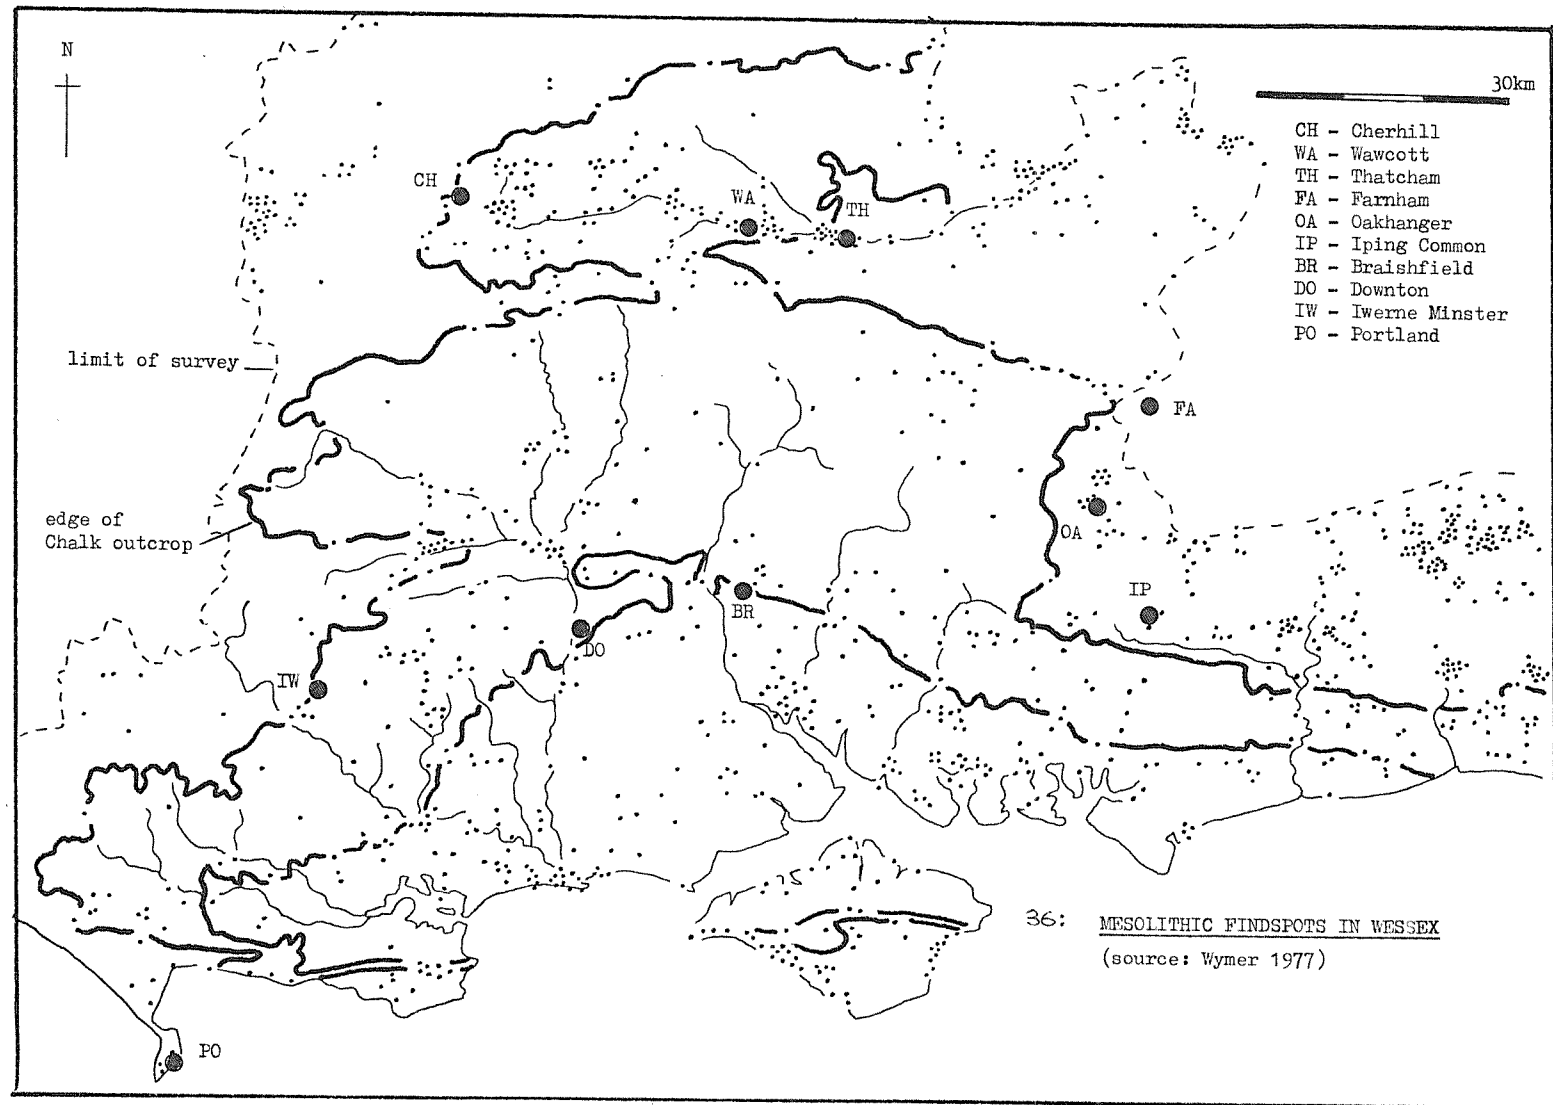 N
30km
CH - Cherhill
WA - Wawcott
TH - Thatcham
FA - Farnham
OA - Oakhanger
IP - Iping Common
BR - Braishfield
DO - Downton
IW - Iwerne Minster
PO - Portland
CH
WA
TH
limit of survey
FA
edge of
Chalk outcrop
OA
IP
BR
DO
IW
36: MESOLITHIC FINDSPOTS IN WESSEX
(source: Wymer 1977)
PO